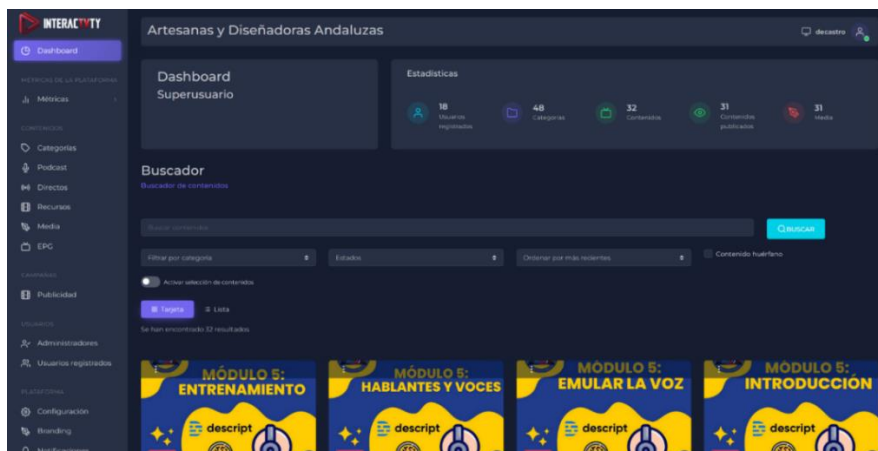 INTERACTVTY
Artesanas y Diseñadoras Andaluzas
decastro
Dashboard
MÉTRICAS DE LA PLATAFORMA
Métricas
CONTENIDOS
Categorías
Podcast
Directos
Recursos
Media
EPG
CAMPAÑAS
Publicidad
USUARIOS
Administradores
Usuarios registrados
PLATAFORMA
Configuración
Branding
Notificaciones
Dashboard
Superusuario
Estadísticas
18
Usuarios
registrados
48
Categorías
32
Contenidos
31
Contenidos
publicados
31
Media
Buscador
Buscador de contenidos
Buscar contenido
BUSCAR
Filtrar por categoría
Estados
Ordenar por más recientes
Contenido huérfano
Activar selección de contenidos
Tarjeta
Lista
Se han encontrado 32 resultados
MÓDULO 5:
ENTRENAMIENTO
descript
MÓDULO 5:
HABLANTES Y VOCES
descript
MÓDULO 5:
EMULAR LA VOZ
descript
MÓDULO 5:
INTRODUCCIÓN
descript